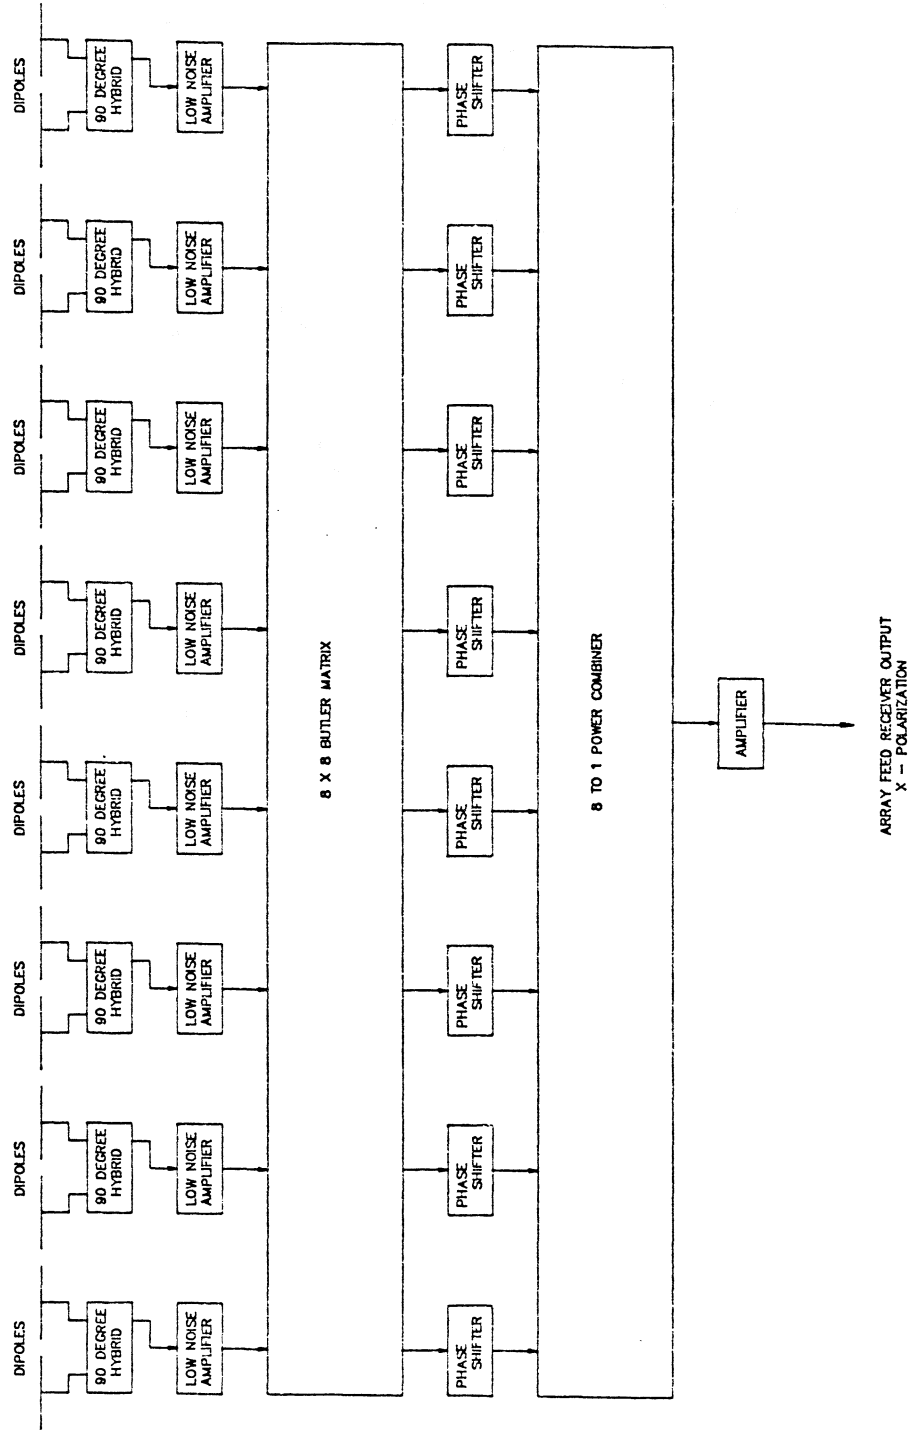 DIPOLES
90 DEGREE
HYBRID
LOW NOISE
AMPLIFIER
PHASE
SHIFTER
DIPOLES
90 DEGREE
HYBRID
LOW NOISE
AMPLIFIER
PHASE
SHIFTER
DIPOLES
90 DEGREE
HYBRID
LOW NOISE
AMPLIFIER
PHASE
SHIFTER
DIPOLES
90 DEGREE
HYBRID
LOW NOISE
AMPLIFIER
PHASE
SHIFTER
DIPOLES
90 DEGREE
HYBRID
LOW NOISE
AMPLIFIER
PHASE
SHIFTER
DIPOLES
90 DEGREE
HYBRID
LOW NOISE
AMPLIFIER
PHASE
SHIFTER
DIPOLES
90 DEGREE
HYBRID
LOW NOISE
AMPLIFIER
PHASE
SHIFTER
DIPOLES
90 DEGREE
HYBRID
LOW NOISE
AMPLIFIER
PHASE
SHIFTER
8 X 8 BUTLER MATRIX
8 TO 1 POWER COMBINER
AMPLIFIER
ARRAY FEED RECEIVER OUTPUT
X - POLARIZATION